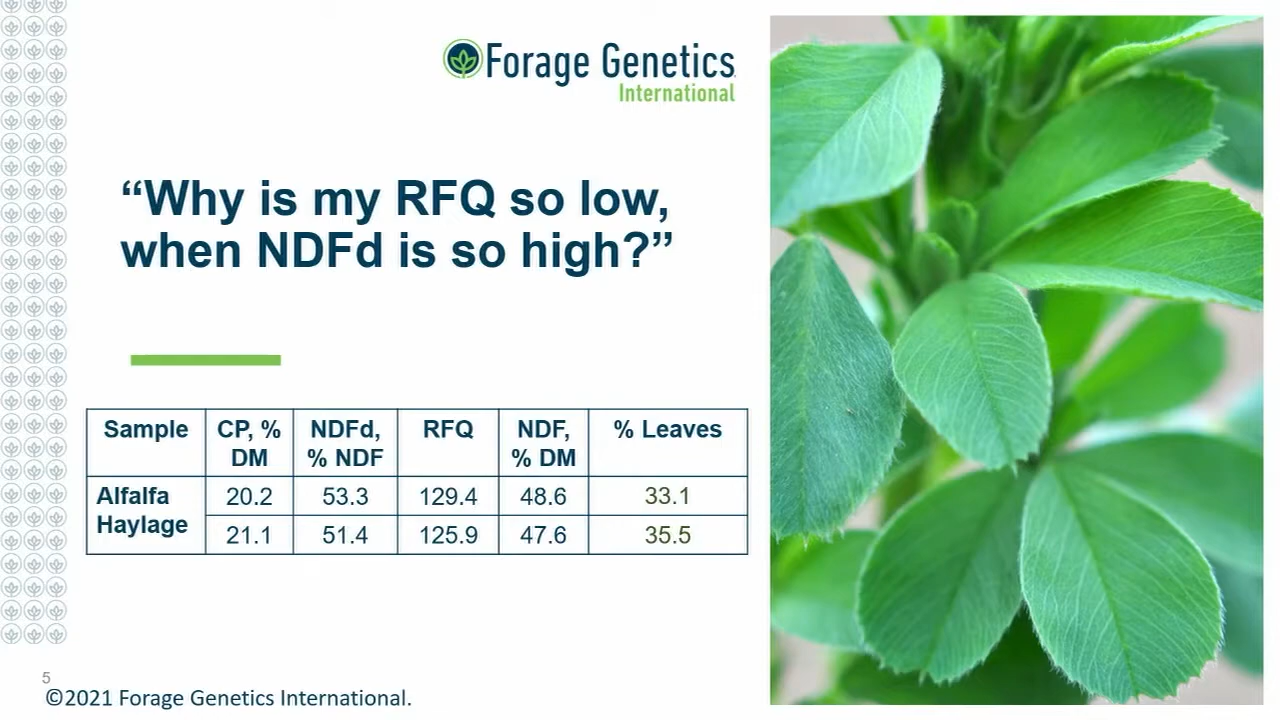 Forage Genetics
International
“Why is my RFQ so low,
when NDFd is so high?”
Sample CP, % DM NDFd, % NDF RFQ NDF, % DM % Leaves
Alfalfa Haylage 20.2 53.3 129.4 48.6 33.1
21.1 51.4 125.9 47.6 35.5
5
©2021 Forage Genetics International.